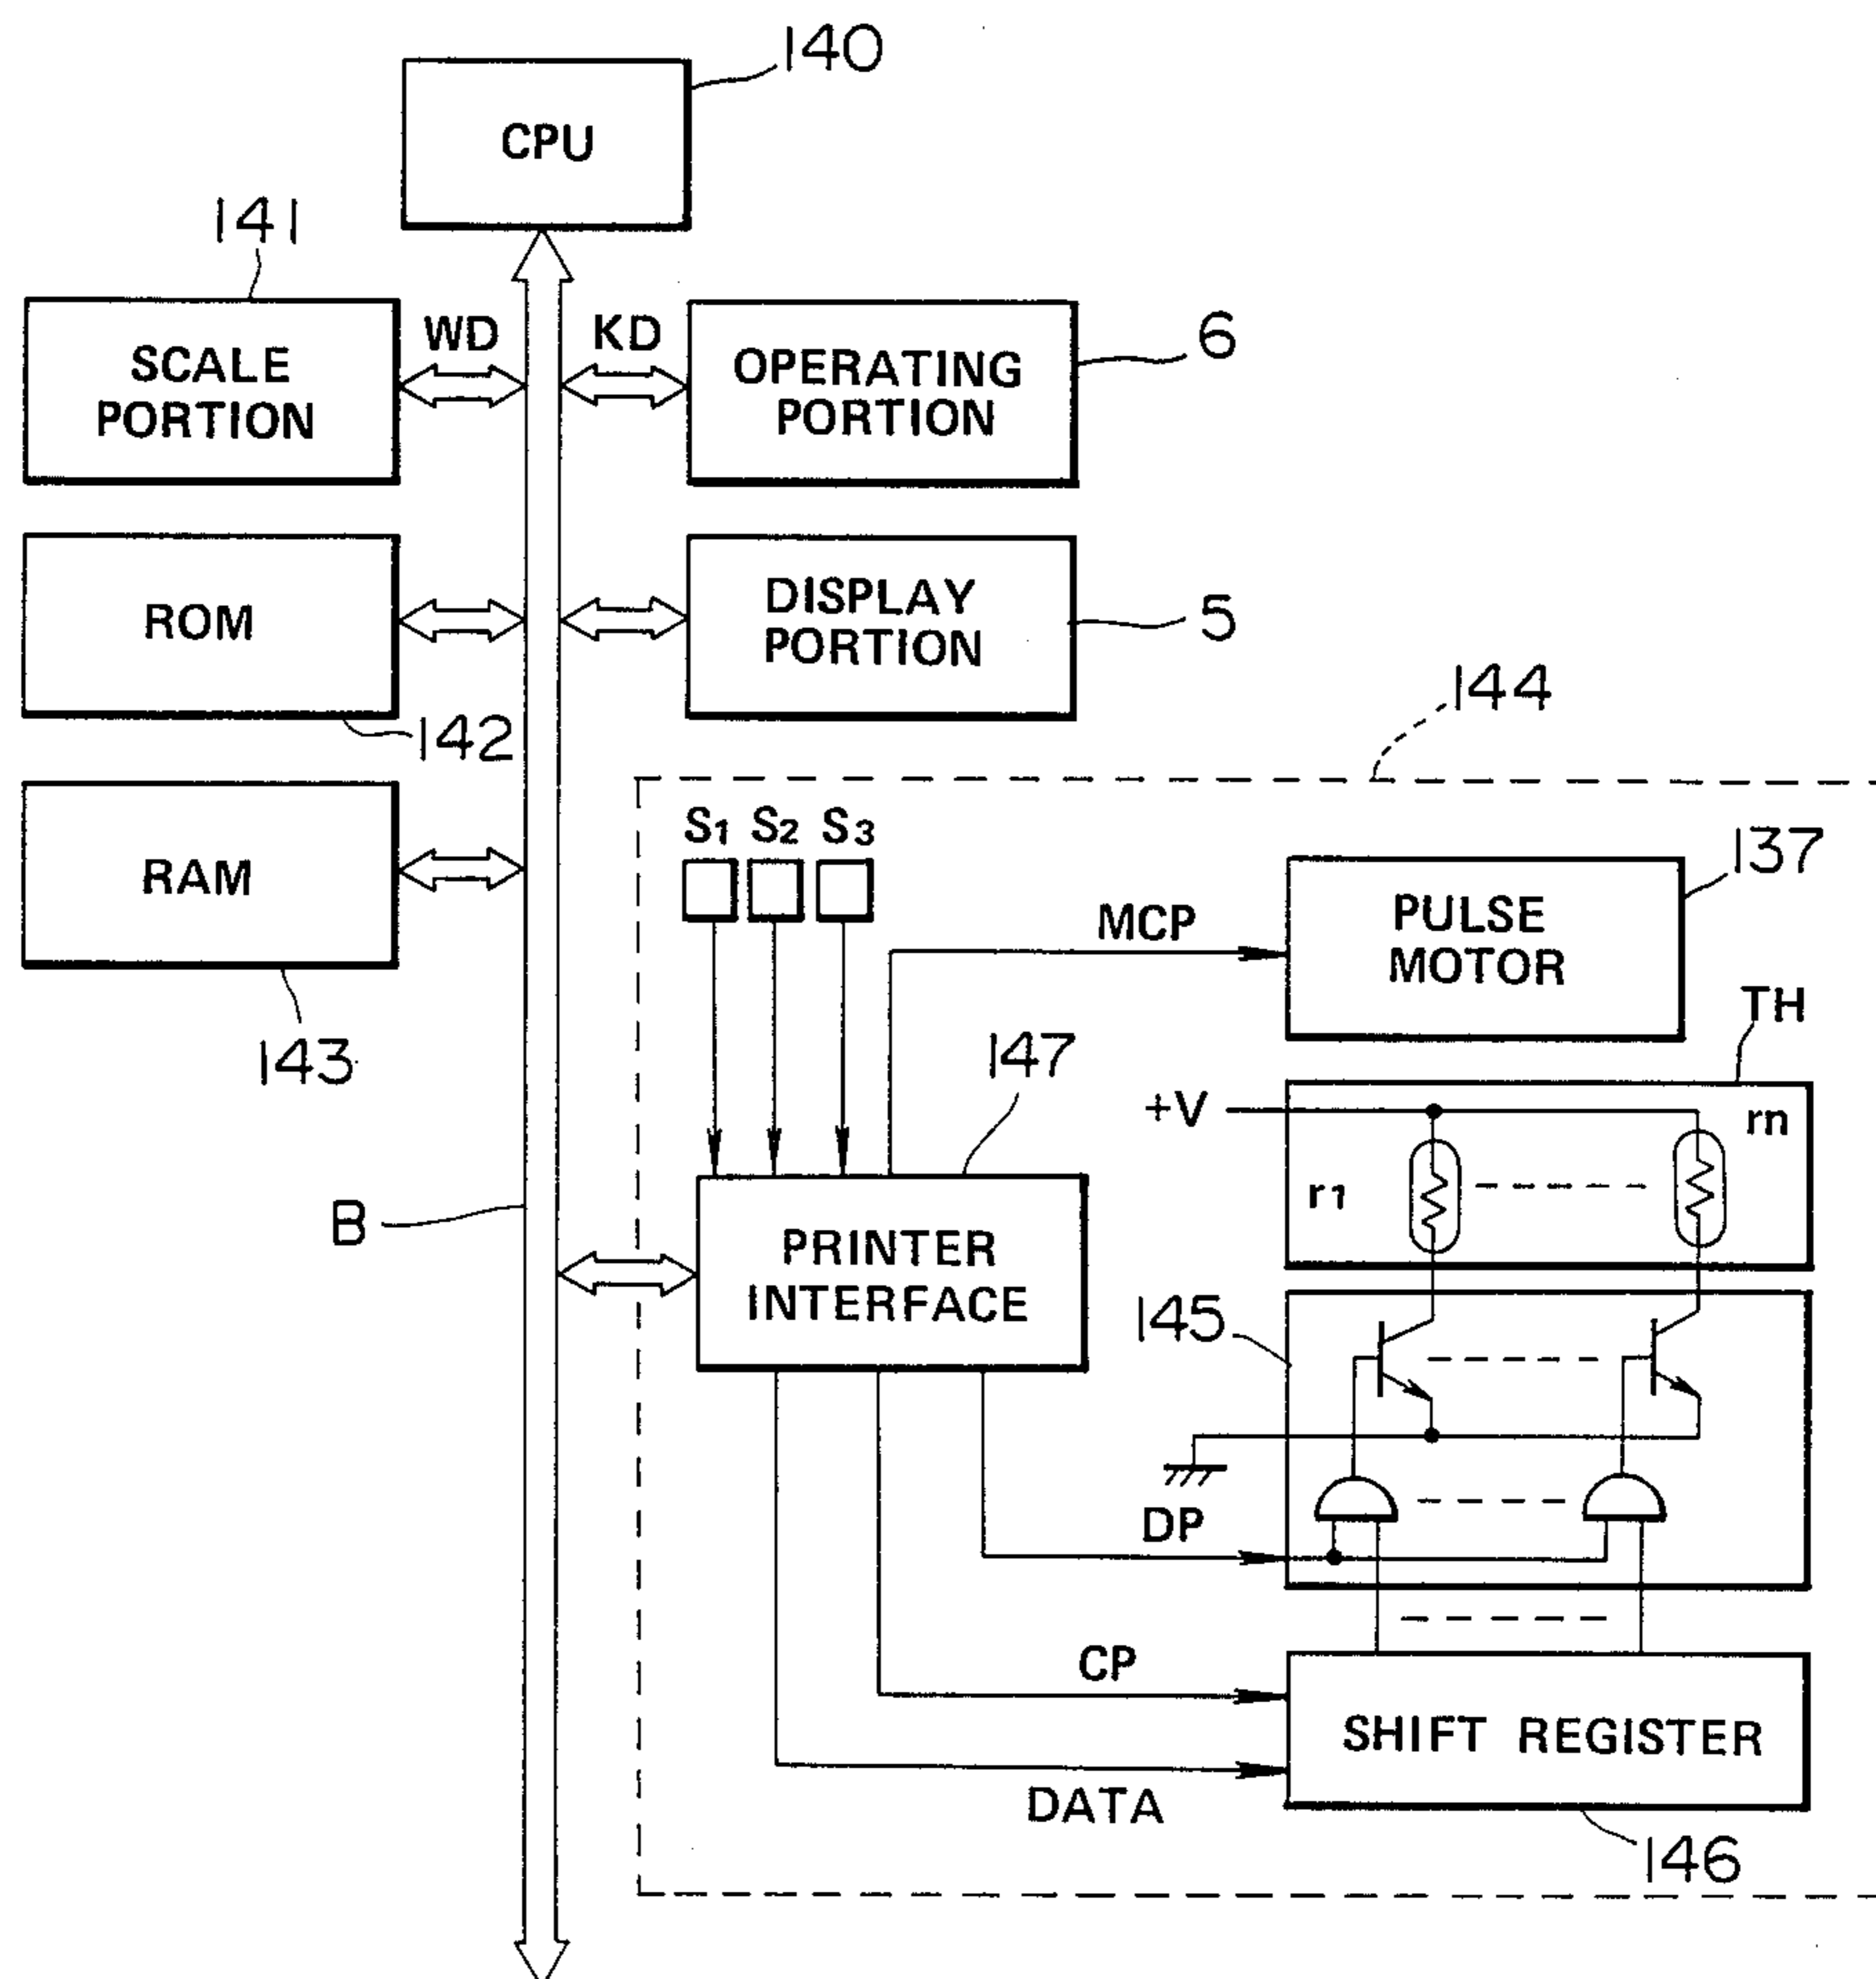 140
CPU
141
SCALE
PORTION
WD
KD
OPERATING
PORTION
6
ROM
142
DISPLAY
PORTION
5
144
RAM
143
S1 S2 S3
MCP
PULSE
MOTOR
137
TH
147
+V
r1
rn
B
PRINTER
INTERFACE
145
DP
CP
DATA
SHIFT REGISTER
146